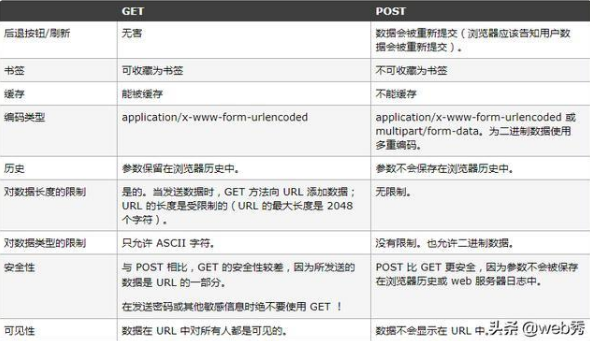 GET POST
后退按钮/刷新 无害 数据会被重新提交（浏览器应该告知用户数
据会被重新提交）。
书签 可收藏为书签 不可收藏为书签
缓存 能被缓存 不能缓存
编码类型 application/x-www-form-urlencoded application/x-www-form-urlencoded 或
multipart/form-data。为二进制数据使用
多重编码。
历史 参数保留在浏览器历史中。 参数不会保存在浏览器历史中。
对数据长度的限制 是的。当发送数据时，GET 方法向 URL 添加数据； 无限制。
URL 的长度是受限制的（URL 的最大长度是 2048
个字符）。
对数据类型的限制 只允许 ASCII 字符。 没有限制。也允许二进制数据。
安全性 与 POST 相比，GET 的安全性较差，因为所发送的 POST 比 GET 更安全，因为参数不会被保存
数据是 URL 的一部分。 在浏览器历史或 web 服务器日志中。
在发送密码或其他敏感信息时绝不要使用 GET ！
可见性 数据在 URL 中对所有人都是可见的。 数据不会显示在 URL 中。
头条 @web秀